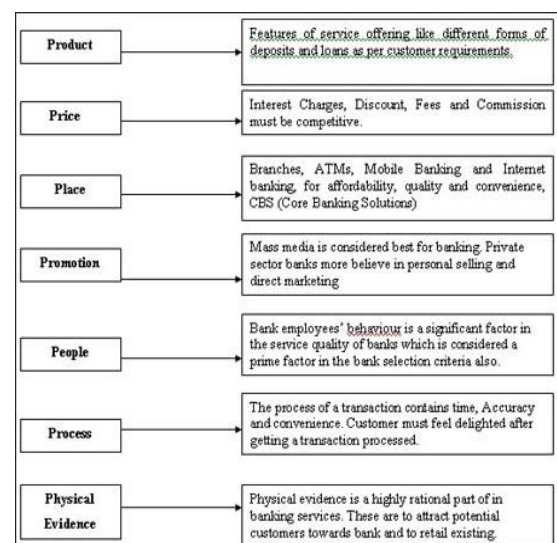 Product
Features of service offering like different forms of
deposits and loans as per customer requirements.
Price
Interest Charges, Discount, Fees and Commission
must be competitive.
Place
Branches, ATMs, Mobile Banking and Internet
banking, for affordability, quality and convenience,
CBS (Core Banking Solutions)
Promotion
Mass media is considered best for banking. Private
sector banks more believe in personal selling and
direct marketing
People
Bank employees' behaviour is a significant factor in
the service quality of banks which is considered a
prime factor in the bank selection criteria also.
Process
The process of a transaction contains time, Accuracy
and convenience. Customer must feel delighted after
getting a transaction processed.
Physical
Evidence
Physical evidence is a highly rational part of in
banking services. These are to attract potential
customers towards bank and to retail existing.